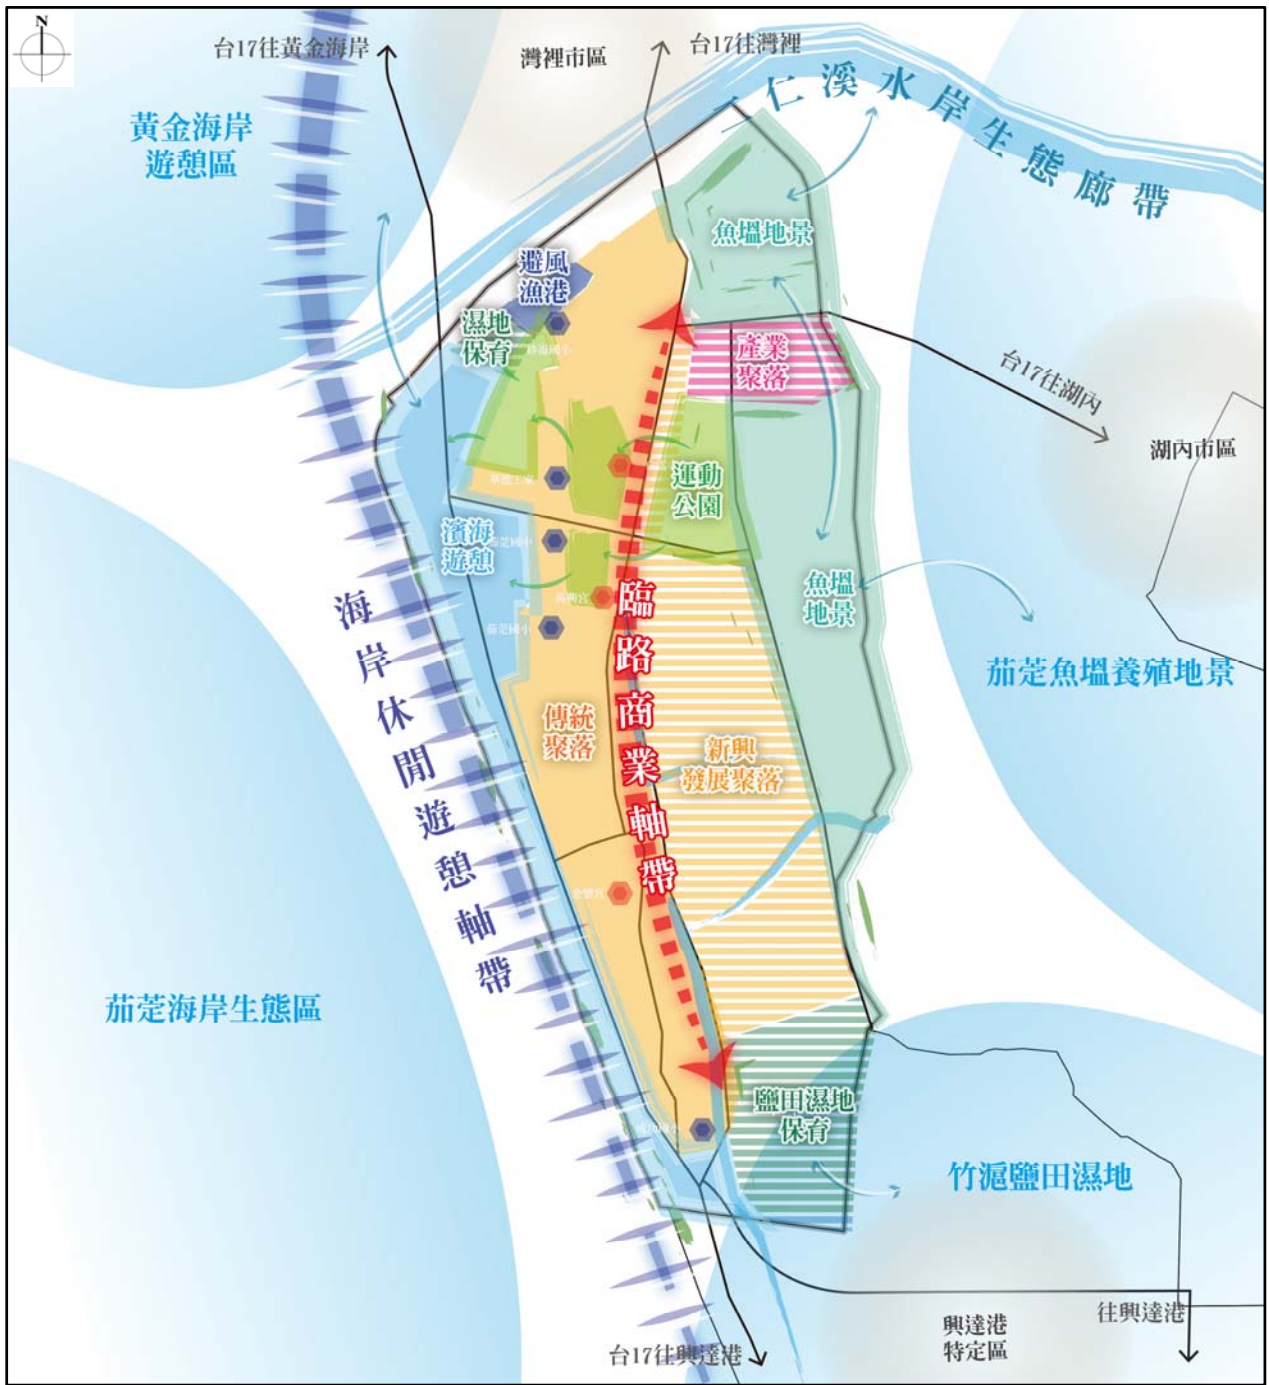 N
台17往黃金海岸
灣裡市區
台17往灣裡
二仁溪水岸生態廊帶
黃金海岸
遊憩區
魚塭地景
避風
漁港
濕地
保育
產業
聚落
台17往湖內
湖內市區
運動
公園
濱海
遊憩
茄萣國小
魚塭
地景
臨路商業軸帶
海岸休閒遊憩軸帶
茄萣魚塭養殖地景
傳統
聚落
新興
發展聚落
茄萣海岸生態區
鹽田濕地
保育
竹滬鹽田濕地
往興達港
興達港
特定區
台17往興達港